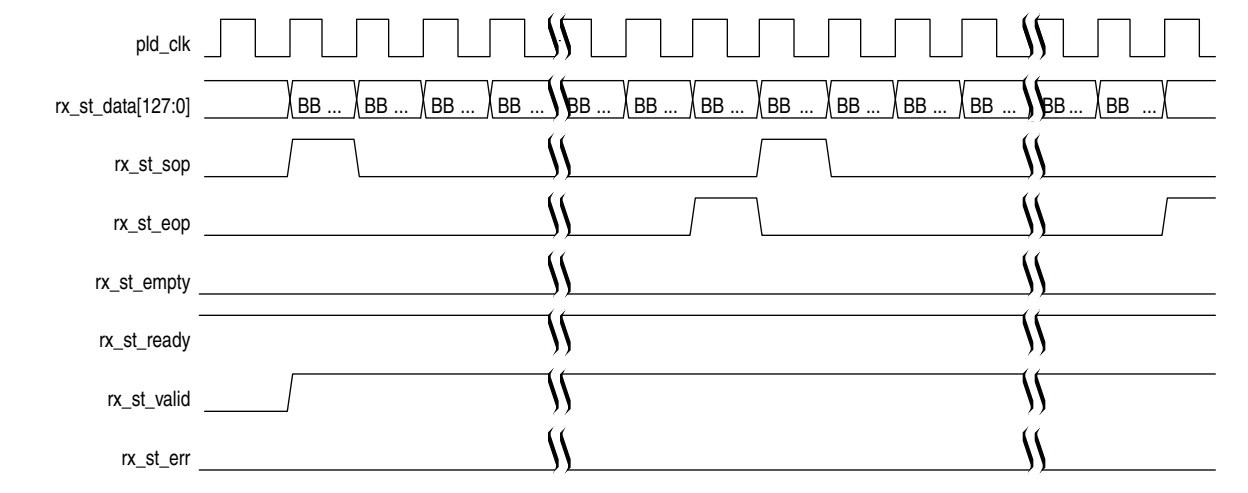 pld_clk
rx_st_data[127:0] BB ... BB ... BB ... BB ... BB ... BB ... BB ... BB ... BB ... BB ... BB ... BB ... BB ...
rx_st_sop
rx_st_eop
rx_st_empty
rx_st_ready
rx_st_valid
rx_st_err